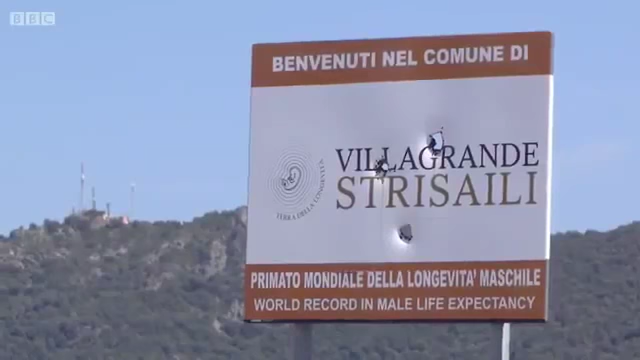 BBC
BENVENUTI NEL COMUNE DI
VILLAGRANDE
STRISAILI
TERRA DELLA LONGEVITÀ
PRIMATO MONDIALE DELLA LONGEVITA' MASCHILE
WORLD RECORD IN MALE LIFE EXPECTANCY